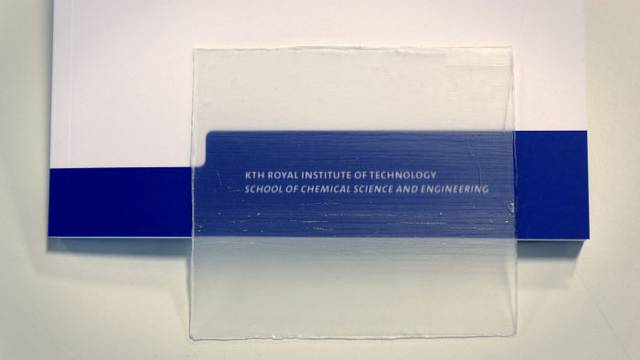 KTH ROYAL INSTITUTE OF TECHNOLOGY
SCHOOL OF CHEMICAL SCIENCE AND ENGINEERING